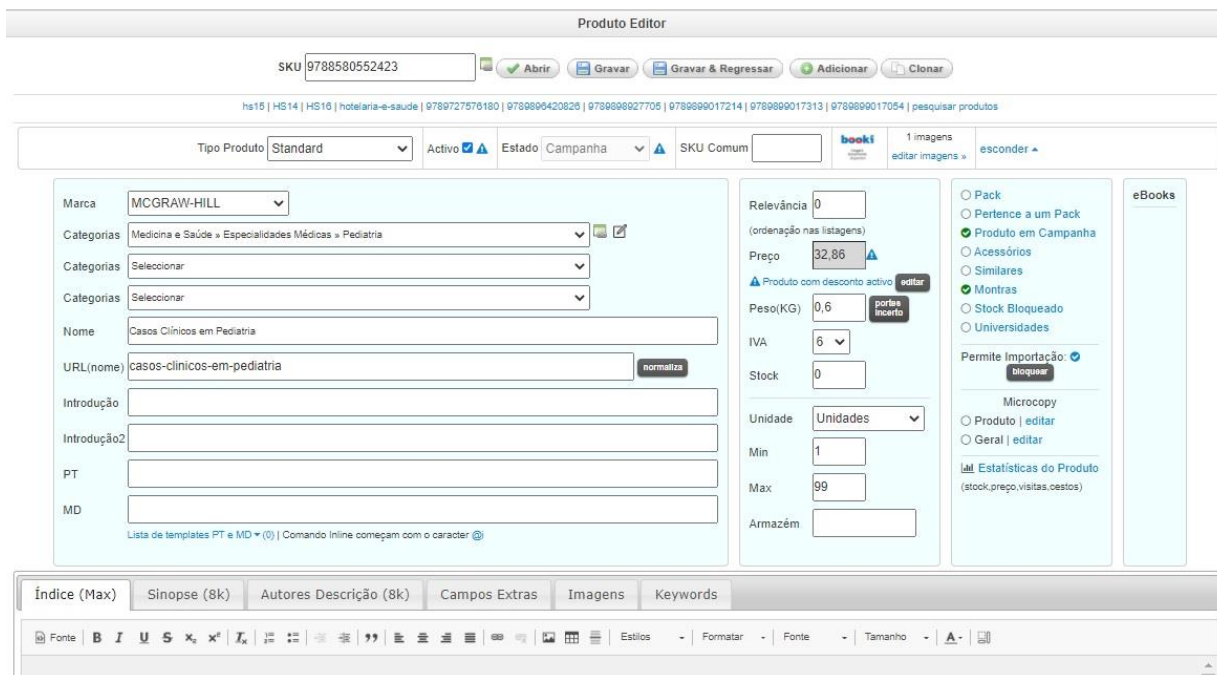 Produto Editor
SKU 9788580552423 Abrir Gravar Gravar & Regressar Adicionar Clonar
hs15 | HS14 | HS16 | hotelaria-e-saude | 9789727576180 | 9789896420826 | 9789898927705 | 9789899017214 | 9789899017313 | 9789899017054 | pesquisar produtos
Tipo Produto Standard Activo Estado Campanha SKU Comum booki 1 imagens
editar imagens » esconder
Marca MCGRAW-HILL
Categorias Medicina e Saúde » Especialidades Médicas » Pediatria
Categorias Seleccionar
Categorias Seleccionar
Nome Casos Clínicos em Pediatria
URL(nome) casos-clinicos-em-pediatria normaliza
Introdução
Introdução2
PT
MD
Lista de templates PT e MD (0) | Comando Inline começam com o caracter @
Relevância 0
(ordenação nas listagens)
Preço 32,86
Produto com desconto activo editar
Peso(KG) 0,6 portes incerto
IVA 6
Stock 0
Unidade Unidades
Min 1
Max 99
Armazém
Pack
Pertence a um Pack
Produto em Campanha
Acessórios
Similares
Montras
Stock Bloqueado
Universidades
Permite Importação:
bloquear
Microcopy
Produto | editar
Geral | editar
Estatísticas do Produto
(stock,preço,visitas,cestos)
eBooks
Índice (Max) Sinopse (8k) Autores Descrição (8k) Campos Extras Imagens Keywords
Fonte B I U S x₂ x² Iₓ Estilos Formatar Fonte Tamanho A